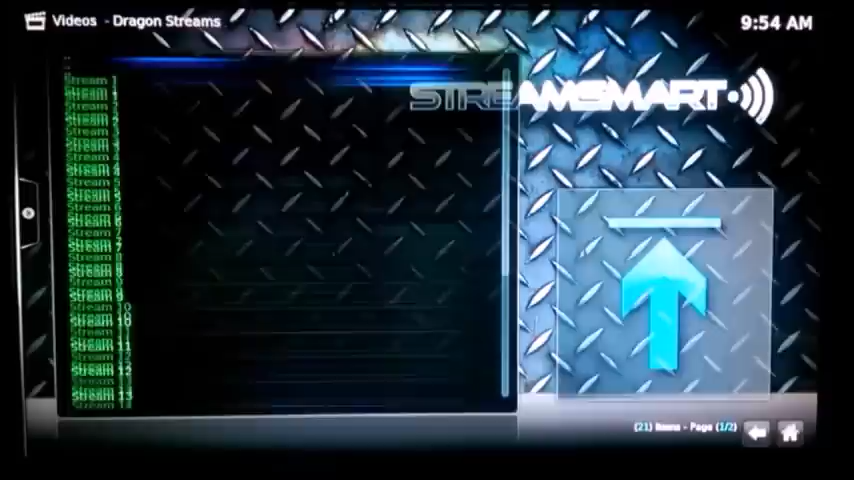 Videos - Dragon Streams
9:54 AM
STREAMSMART
Stream 1
Stream 2
Stream 3
Stream 4
Stream 5
Stream 6
Stream 7
Stream 8
Stream 9
Stream 10
Stream 11
Stream 12
Stream 13
(21) Items - Page (1/2)